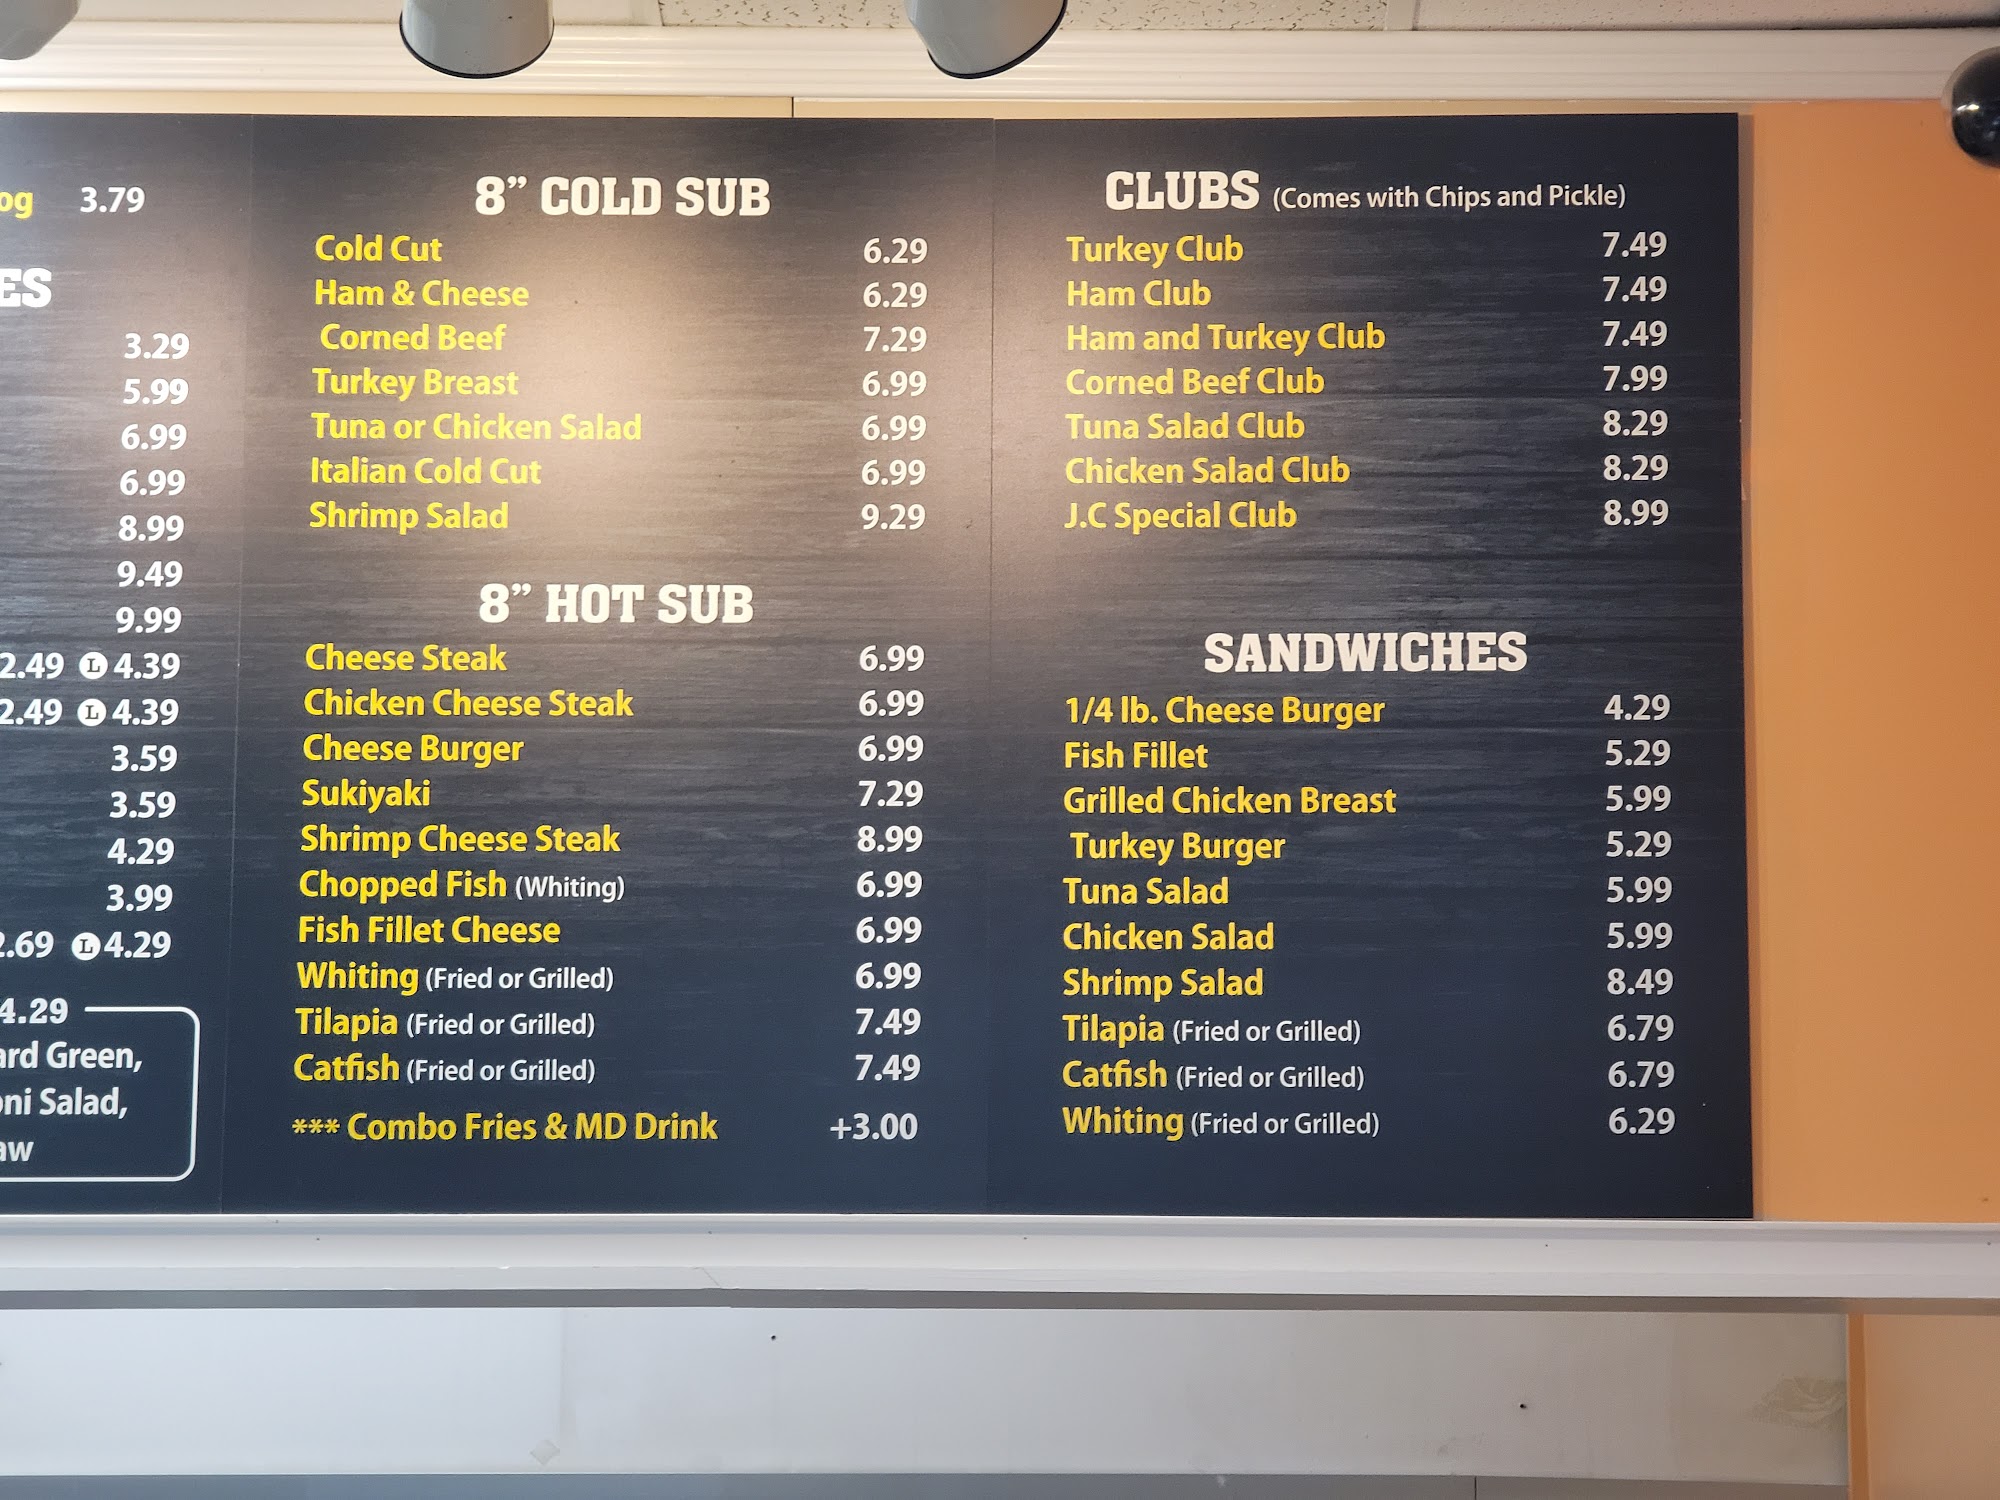 og 3.79
ES
3.29
5.99
6.99
6.99
8.99
9.49
9.99
2.49 L 4.39
2.49 L 4.39
3.59
3.59
4.29
3.99
2.69 L 4.29
4.29
ard Green,
oni Salad,
aw
8" COLD SUB
Cold Cut 6.29
Ham & Cheese 6.29
Corned Beef 7.29
Turkey Breast 6.99
Tuna or Chicken Salad 6.99
Italian Cold Cut 6.99
Shrimp Salad 9.29
8" HOT SUB
Cheese Steak 6.99
Chicken Cheese Steak 6.99
Cheese Burger 6.99
Sukiyaki 7.29
Shrimp Cheese Steak 8.99
Chopped Fish (Whiting) 6.99
Fish Fillet Cheese 6.99
Whiting (Fried or Grilled) 6.99
Tilapia (Fried or Grilled) 7.49
Catfish (Fried or Grilled) 7.49
*** Combo Fries & MD Drink +3.00
CLUBS (Comes with Chips and Pickle)
Turkey Club 7.49
Ham Club 7.49
Ham and Turkey Club 7.49
Corned Beef Club 7.99
Tuna Salad Club 8.29
Chicken Salad Club 8.29
J.C Special Club 8.99
SANDWICHES
1/4 lb. Cheese Burger 4.29
Fish Fillet 5.29
Grilled Chicken Breast 5.99
Turkey Burger 5.29
Tuna Salad 5.99
Chicken Salad 5.99
Shrimp Salad 8.49
Tilapia (Fried or Grilled) 6.79
Catfish (Fried or Grilled) 6.79
Whiting (Fried or Grilled) 6.29